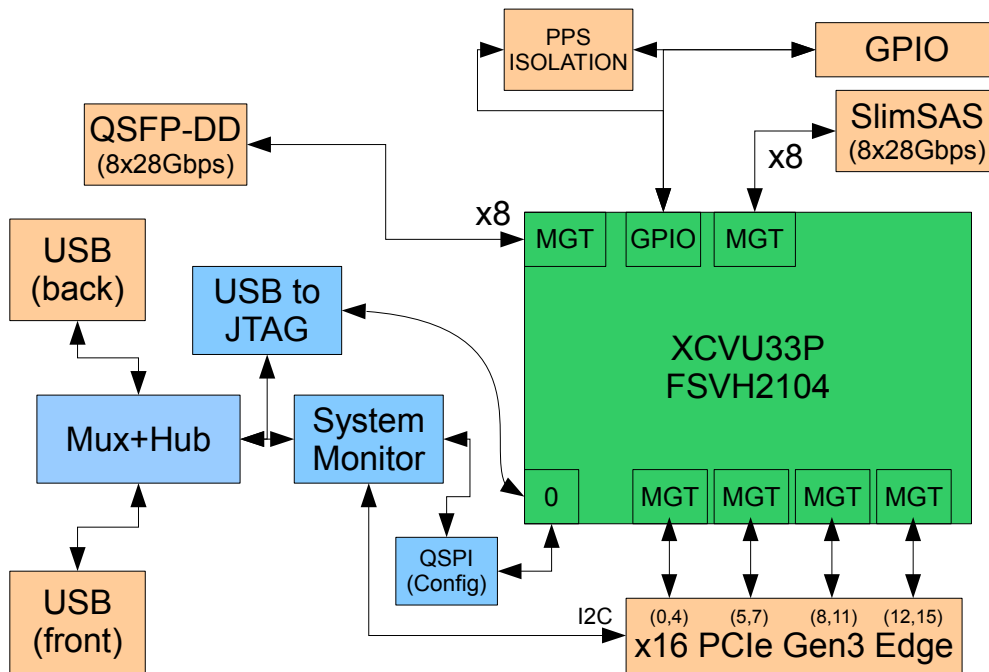 PPS
ISOLATION
GPIO
QSFP-DD
(8x28Gbps)
SlimSAS
(8x28Gbps)
x8
x8
MGT
GPIO
MGT
USB
(back)
USB to
JTAG
XCVU33P
FSVH2104
Mux+Hub
System
Monitor
0
MGT
MGT
MGT
MGT
QSPI
(Config)
USB
(front)
I2C
(0,4)
(5,7)
(8,11)
(12,15)
x16 PCIe Gen3 Edge